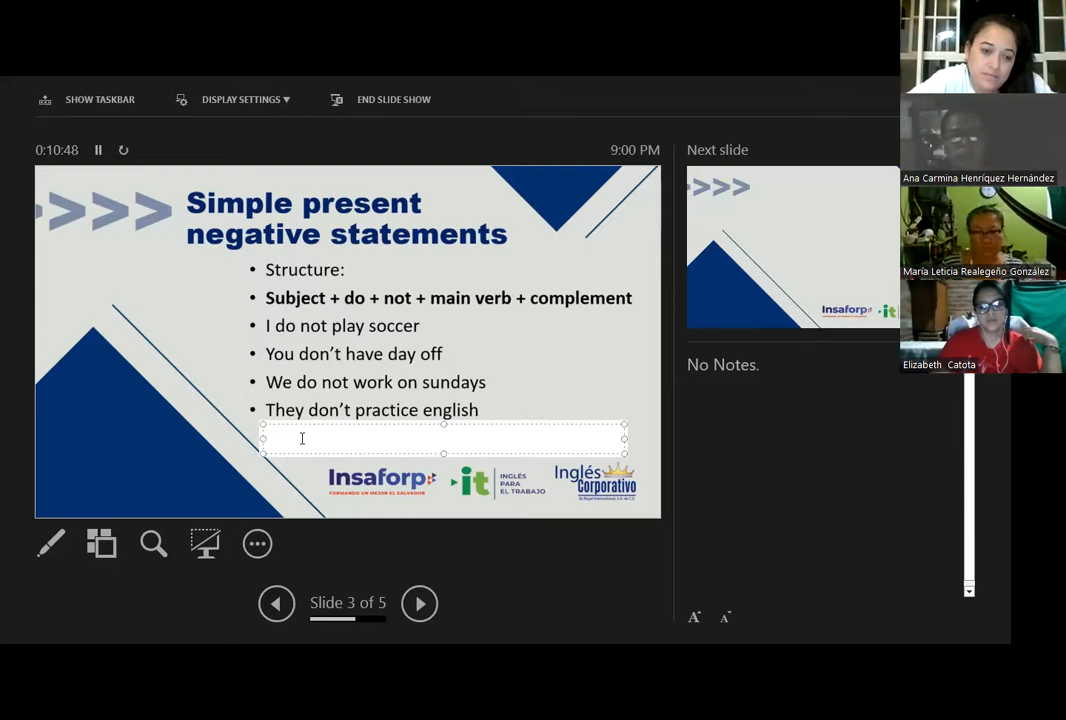 SHOW TASKBAR
DISPLAY SETTINGS ▼
END SLIDE SHOW
0:10:48
9:00 PM
Next slide
>>>>
Simple present
negative statements
• Structure:
• Subject + do + not + main verb + complement
• I do not play soccer
• You don’t have day off
• We do not work on sundays
• They don’t practice english
Insaforp
FORMANDO UN MEJOR EL SALVADOR
it
INGLÉS
PARA
EL TRABAJO
Inglés
Corporativo
>>>
Insaforp
it
No Notes.
Slide 3 of 5
A
A
Ana Carmina Henríquez Hernández
María Leticia Realegeño González
Elizabeth Catota